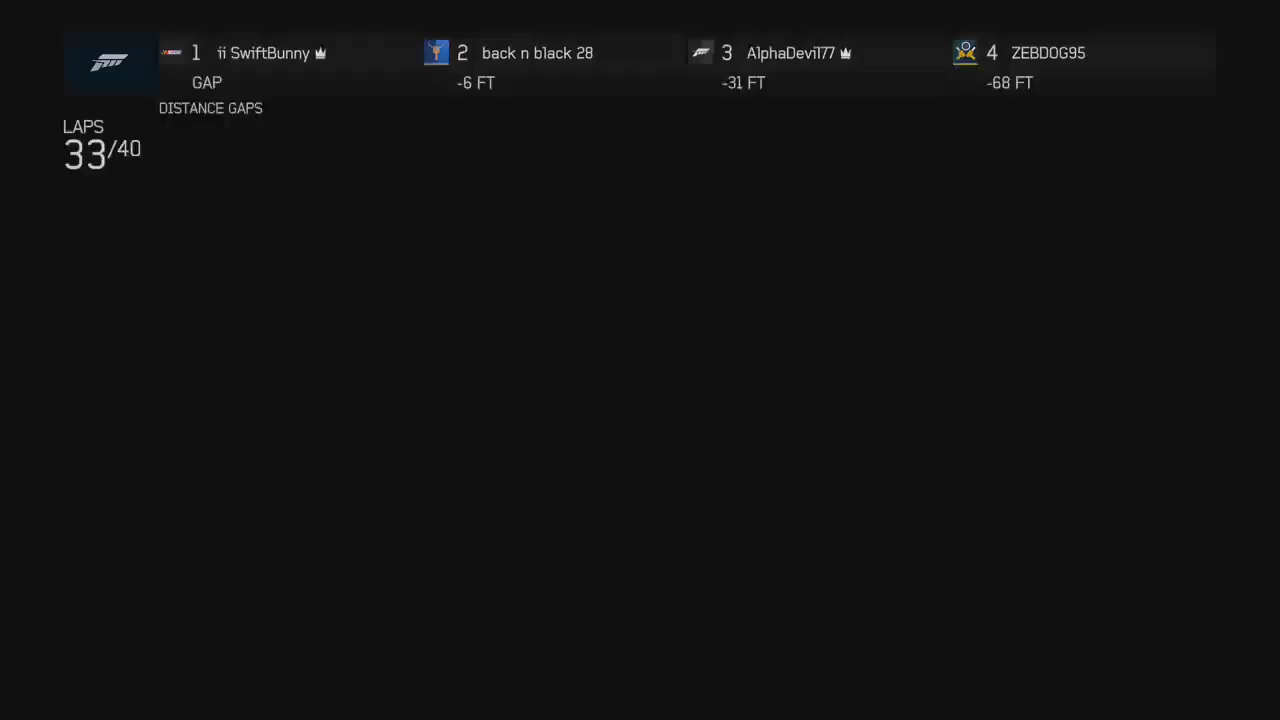 1 ii SwiftBunny
GAP
2 back n black 28
-6 FT
3 AlphaDevil77
-31 FT
4 ZEBDOG95
-68 FT
DISTANCE GAPS
LAPS
33/40